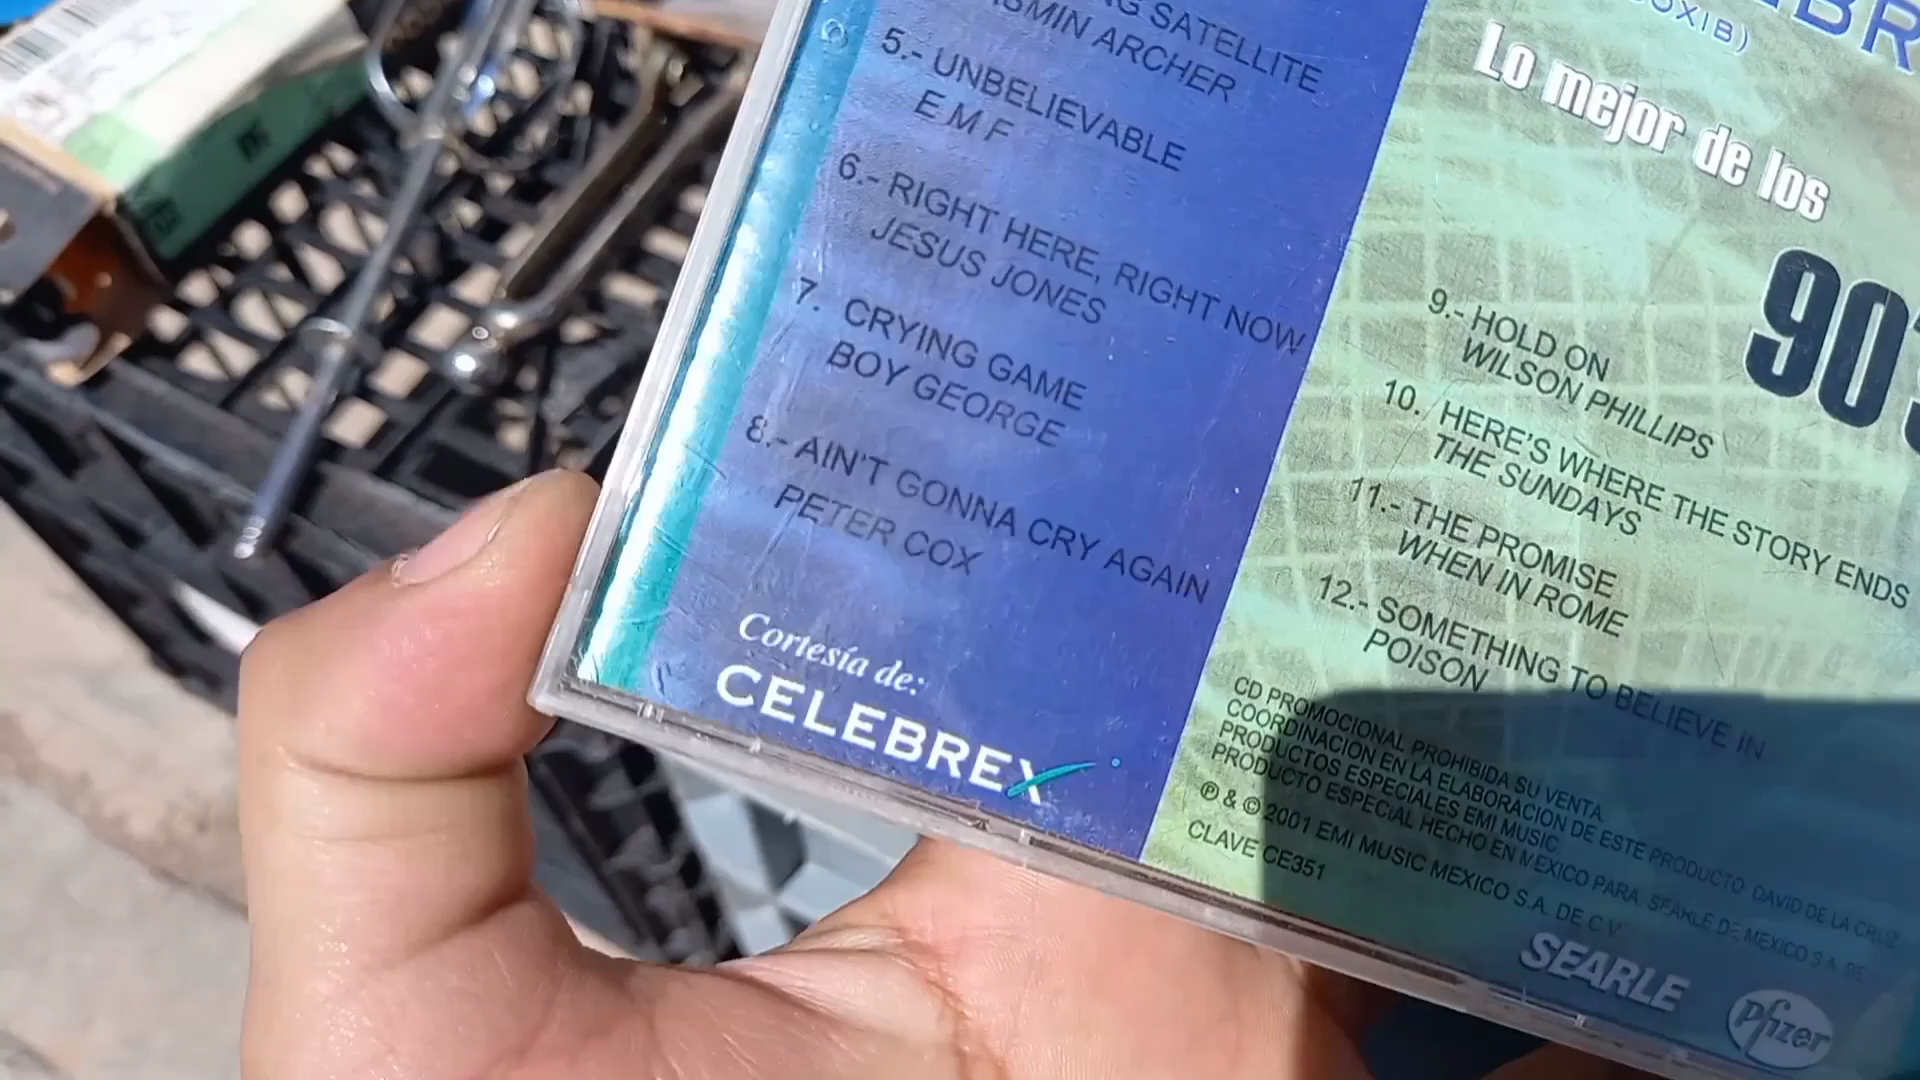 SATELLITE
ARCHER
5.- UNBELIEVABLE
E M F
6.- RIGHT HERE, RIGHT NOW
JESUS JONES
7. CRYING GAME
BOY GEORGE
8.- AIN'T GONNA CRY AGAIN
PETER COX
Cortesía de:
CELEBREX
Lo mejor de los
90's
9.- HOLD ON
WILSON PHILLIPS
10. HERE'S WHERE THE STORY ENDS
THE SUNDAYS
11.- THE PROMISE
WHEN IN ROME
12.- SOMETHING TO BELIEVE IN
POISON
CD PROMOCIONAL PROHIBIDA SU VENTA
COORDINACION EN LA ELABORACION DE ESTE PRODUCTO DAVID DE LA CRUZ
PRODUCTOS ESPECIALES EMI MUSIC
PRODUCTO ESPECIAL HECHO EN MEXICO PARA SEARLE DE MEXICO S.A. DE
℗ & © 2001 EMI MUSIC MEXICO S.A. DE C.V
CLAVE CE351
SEARLE
Pfizer